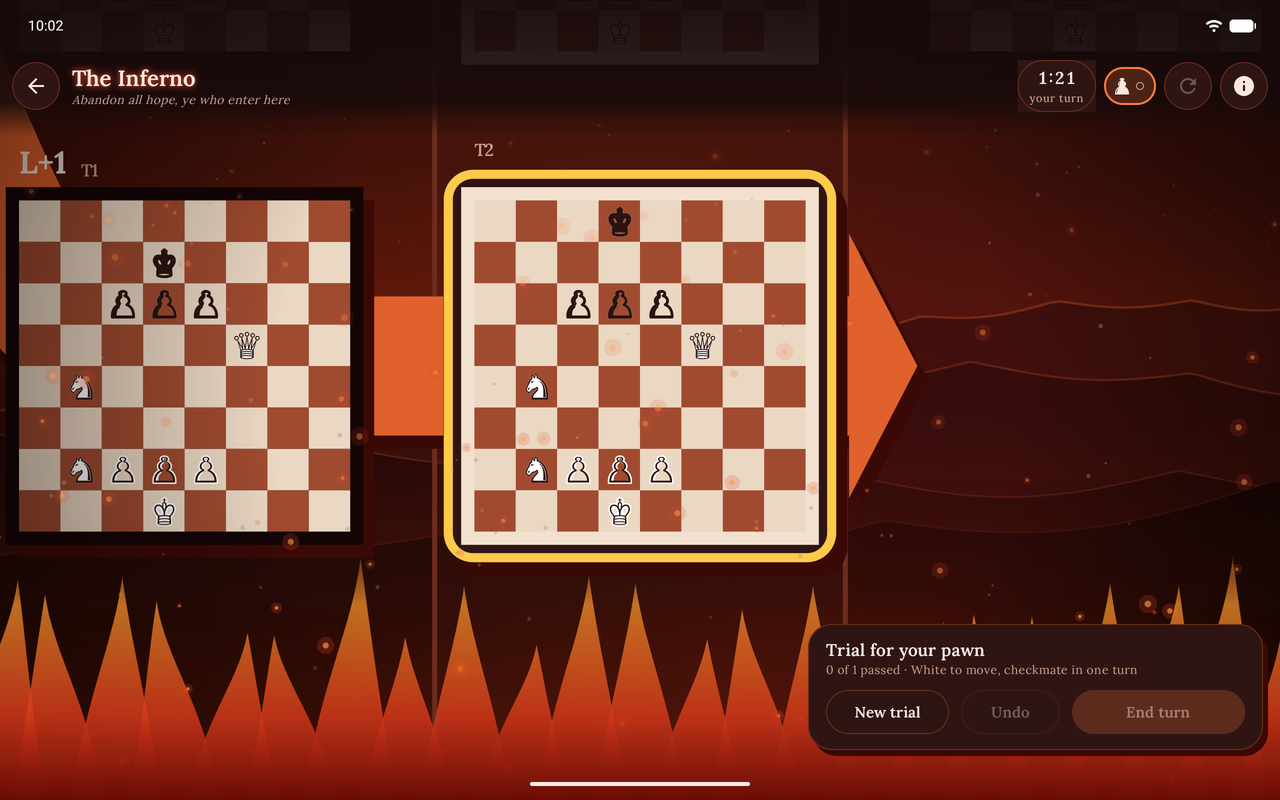 10:02
The Inferno
Abandon all hope, ye who enter here
1:21
your turn
L+1 T1
T2
Trial for your pawn
0 of 1 passed · White to move, checkmate in one turn
New trial
Undo
End turn